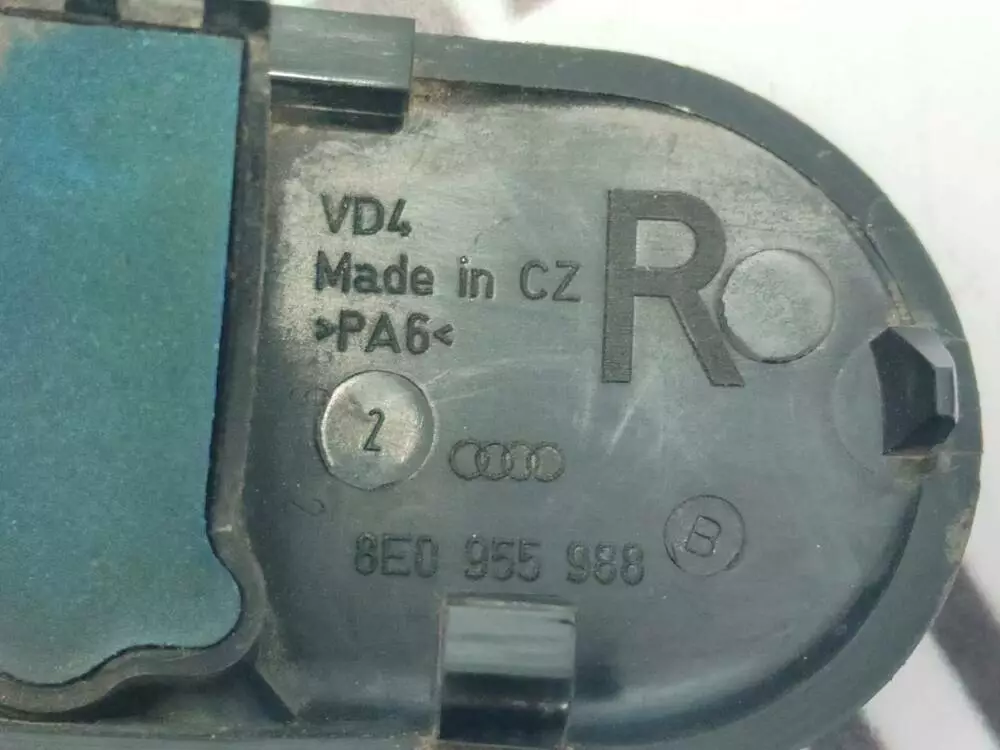 VD4
Made in CZ
>PA6<
R
2
8E0 955 988
B